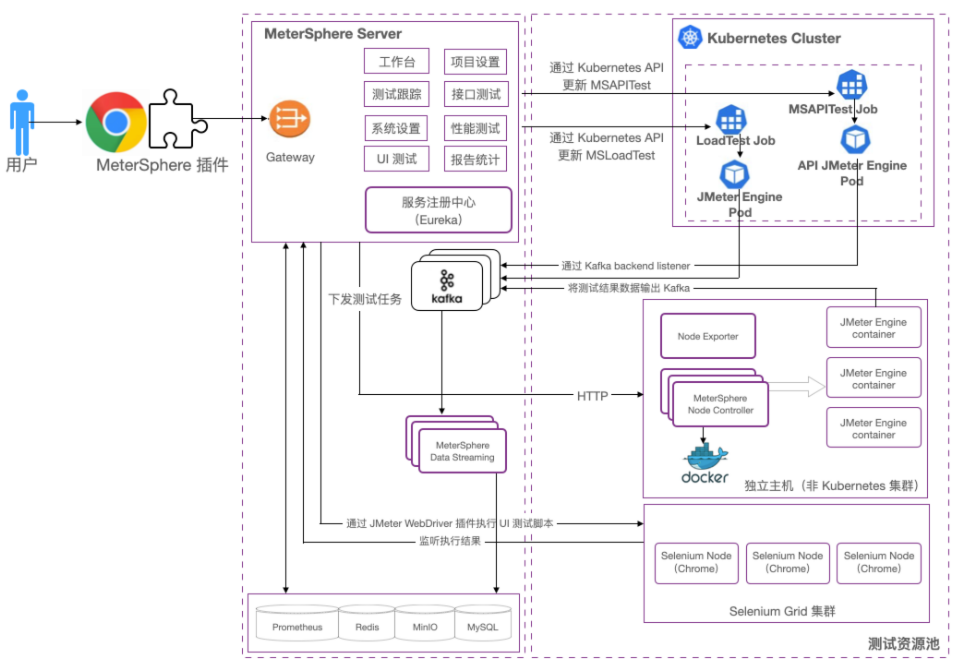 用户
MeterSphere 插件
MeterSphere Server
Gateway
工作台
项目设置
测试跟踪
接口测试
系统设置
性能测试
UI 测试
报告统计
服务注册中心
（Eureka）
通过 Kubernetes API
更新 MSAPITest
通过 Kubernetes API
更新 MSLoadTest
Kubernetes Cluster
MSAPITest Job
LoadTest Job
API JMeter Engine
Pod
JMeter Engine
Pod
通过 Kafka backend listener
将测试结果数据输出 Kafka
kafka
下发测试任务
HTTP
Node Exporter
MeterSphere
Node Controller
docker
JMeter Engine
container
JMeter Engine
container
JMeter Engine
container
独立主机（非 Kubernetes 集群）
MeterSphere
Data Streaming
通过 JMeter WebDriver 插件执行 UI 测试脚本
监听执行结果
Selenium Node
（Chrome）
Selenium Node
（Chrome）
Selenium Node
（Chrome）
Selenium Grid 集群
Prometheus
Redis
MinIO
MySQL
测试资源池